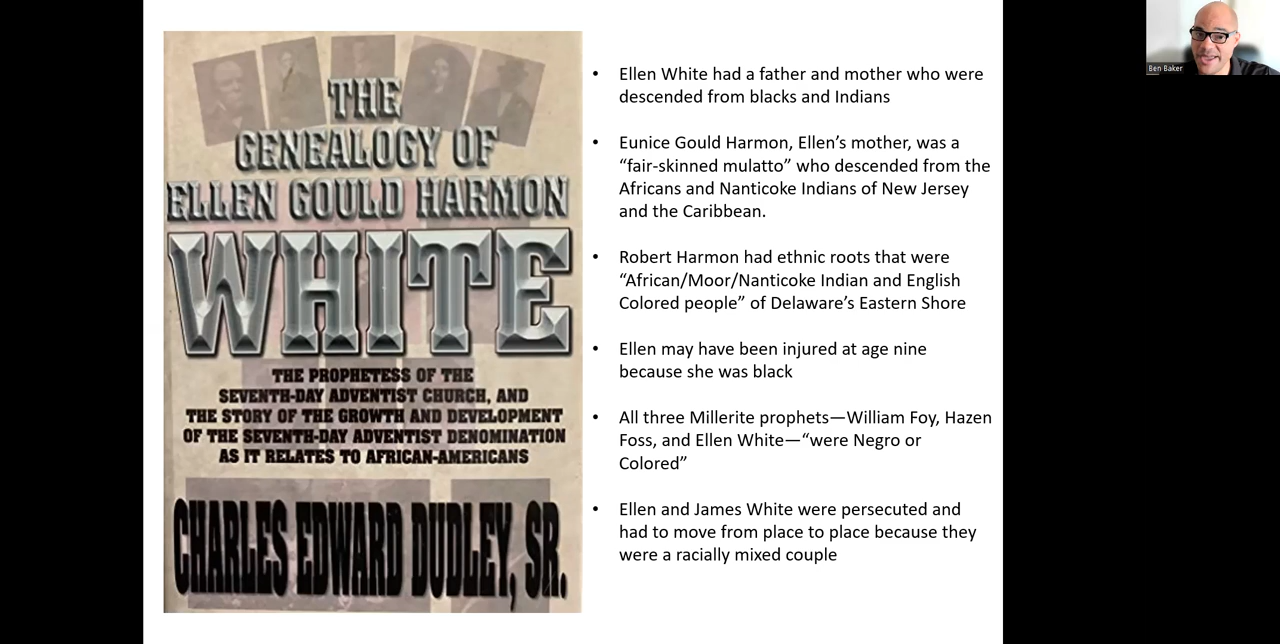 THE
GENEALOGY OF
ELLEN GOULD HARMON
WHITE
THE PROPHETESS OF THE
SEVENTH-DAY ADVENTIST CHURCH, AND
THE STORY OF THE GROWTH AND DEVELOPMENT
OF THE SEVENTH-DAY ADVENTIST DENOMINATION
AS IT RELATES TO AFRICAN-AMERICANS
CHARLES EDWARD DUDLEY, SR.
• Ellen White had a father and mother who were
descended from blacks and Indians
• Eunice Gould Harmon, Ellen’s mother, was a
“fair-skinned mulatto” who descended from the
Africans and Nanticoke Indians of New Jersey
and the Caribbean.
• Robert Harmon had ethnic roots that were
“African/Moor/Nanticoke Indian and English
Colored people” of Delaware’s Eastern Shore
• Ellen may have been injured at age nine
because she was black
• All three Millerite prophets—William Foy, Hazen
Foss, and Ellen White—“were Negro or
Colored”
• Ellen and James White were persecuted and
had to move from place to place because they
were a racially mixed couple
Ben Baker